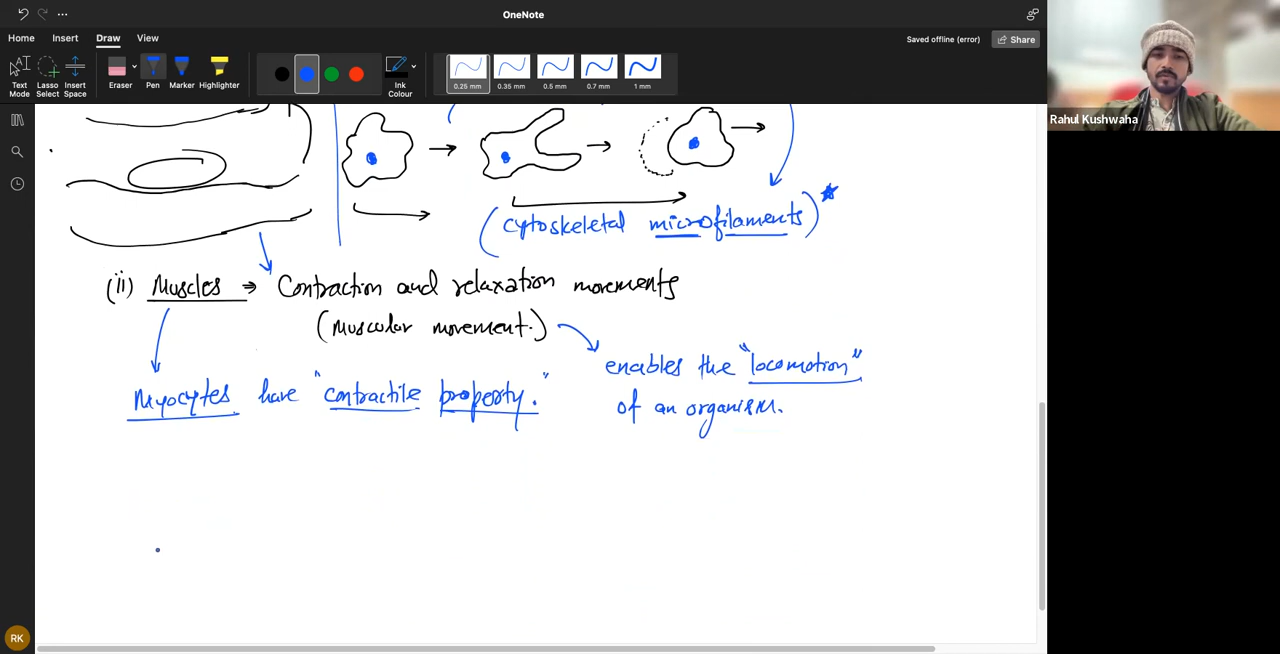 OneNote
Home Insert Draw View
Saved offline (error)
Share
Text Mode
Lasso Select
Insert Space
Eraser
Pen
Marker
Highlighter
Ink Colour
0.25 mm
0.35 mm
0.5 mm
0.7 mm
1 mm
Rahul Kushwaha
(cytoskeletal microfilaments)
(ii) Muscles → Contraction and relaxation movements
(muscular movement.)
enables the "locomotion"
of an organism.
Myocytes have "contractile property."
RK